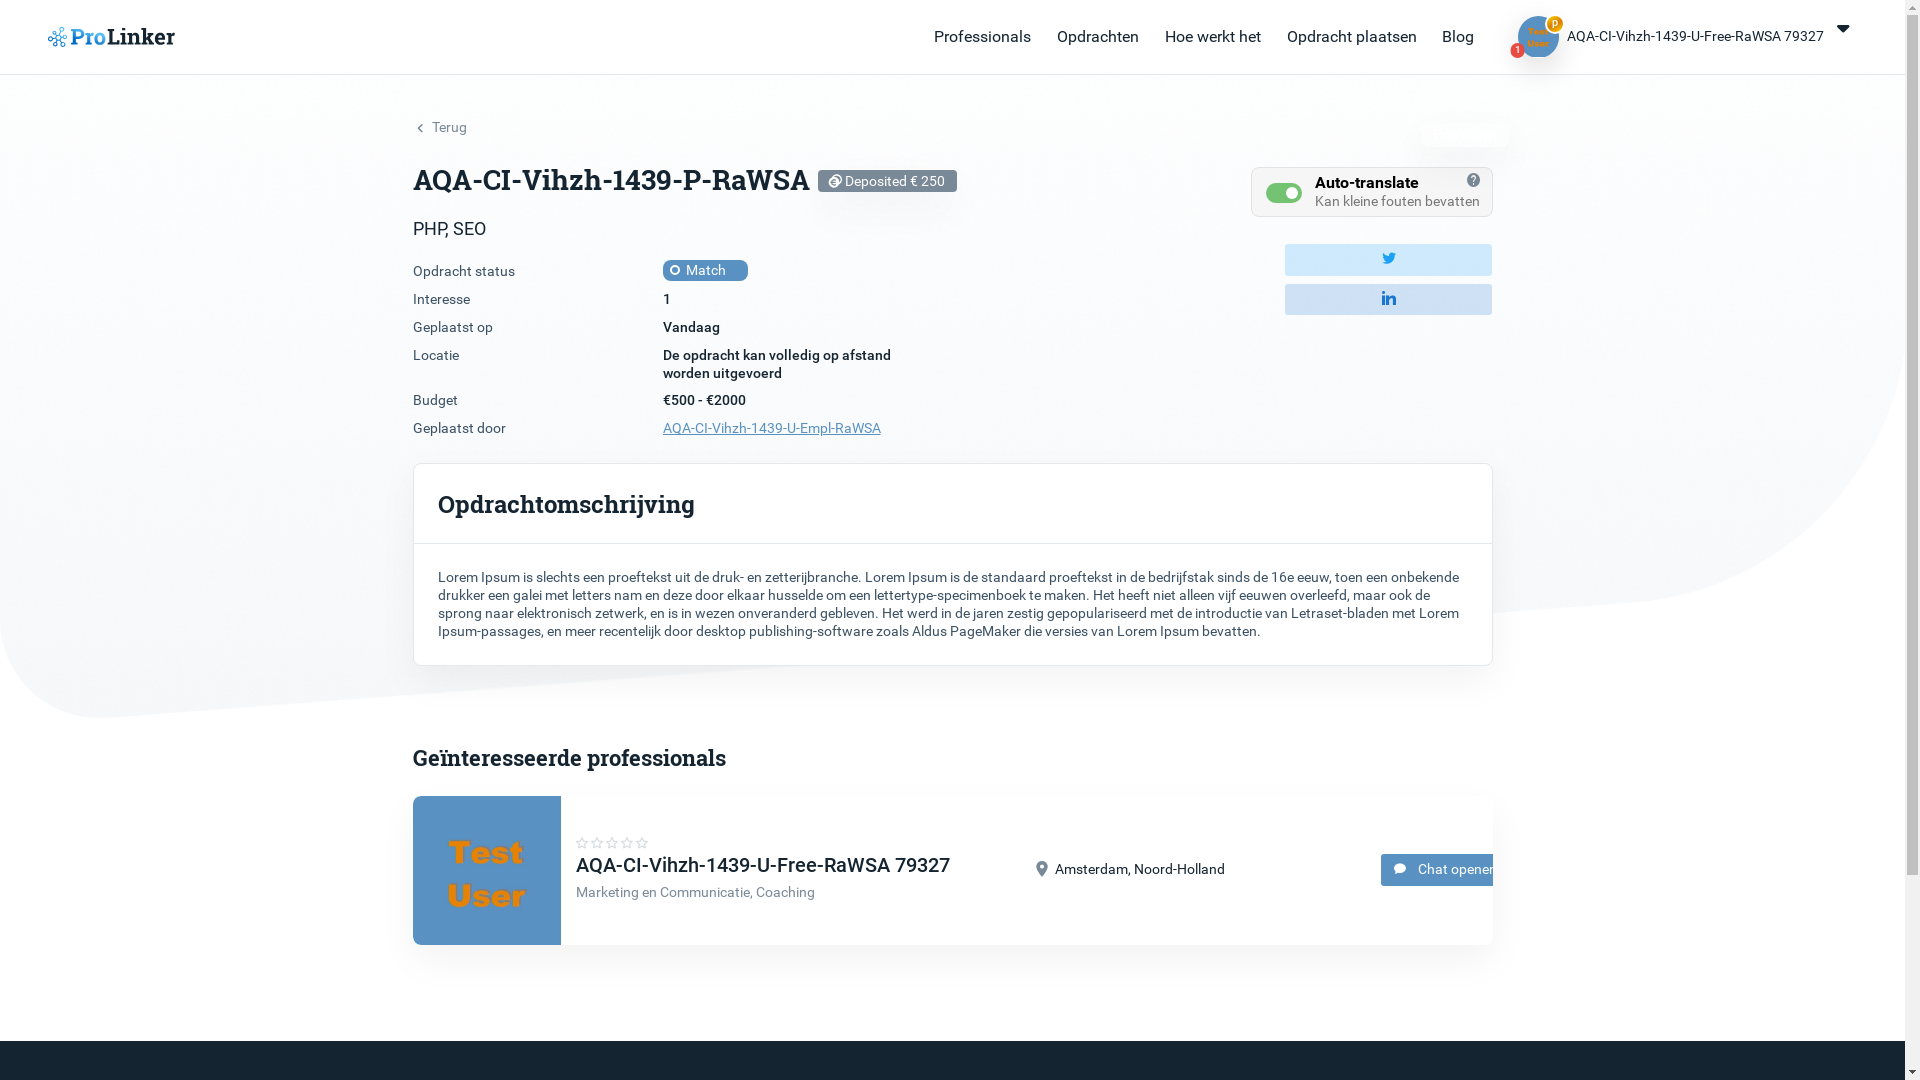 ProLinker
Professionals
Opdrachten
Hoe werkt het
Opdracht plaatsen
Blog
Test User
p
1
AQA-CI-Vihzh-1439-U-Free-RaWSA 79327
Terug
AQA-CI-Vihzh-1439-P-RaWSA
Deposited € 250
Auto-translate
Kan kleine fouten bevatten
PHP, SEO
Opdracht status
Match
Interesse
1
Geplaatst op
Vandaag
Locatie
De opdracht kan volledig op afstand
worden uitgevoerd
Budget
€500 - €2000
Geplaatst door
AQA-CI-Vihzh-1439-U-Empl-RaWSA
Opdrachtomschrijving
Lorem Ipsum is slechts een proeftekst uit de druk- en zetterijbranche. Lorem Ipsum is de standaard proeftekst in de bedrijfstak sinds de 16e eeuw, toen een onbekende
drukker een galei met letters nam en deze door elkaar husselde om een lettertype-specimenboek te maken. Het heeft niet alleen vijf eeuwen overleefd, maar ook de
sprong naar elektronisch zetwerk, en is in wezen onveranderd gebleven. Het werd in de jaren zestig gepopulariseerd met de introductie van Letraset-bladen met Lorem
Ipsum-passages, en meer recentelijk door desktop publishing-software zoals Aldus PageMaker die versies van Lorem Ipsum bevatten.
Geïnteresseerde professionals
Test
User
AQA-CI-Vihzh-1439-U-Free-RaWSA 79327
Marketing en Communicatie, Coaching
Amsterdam, Noord-Holland
Chat openen